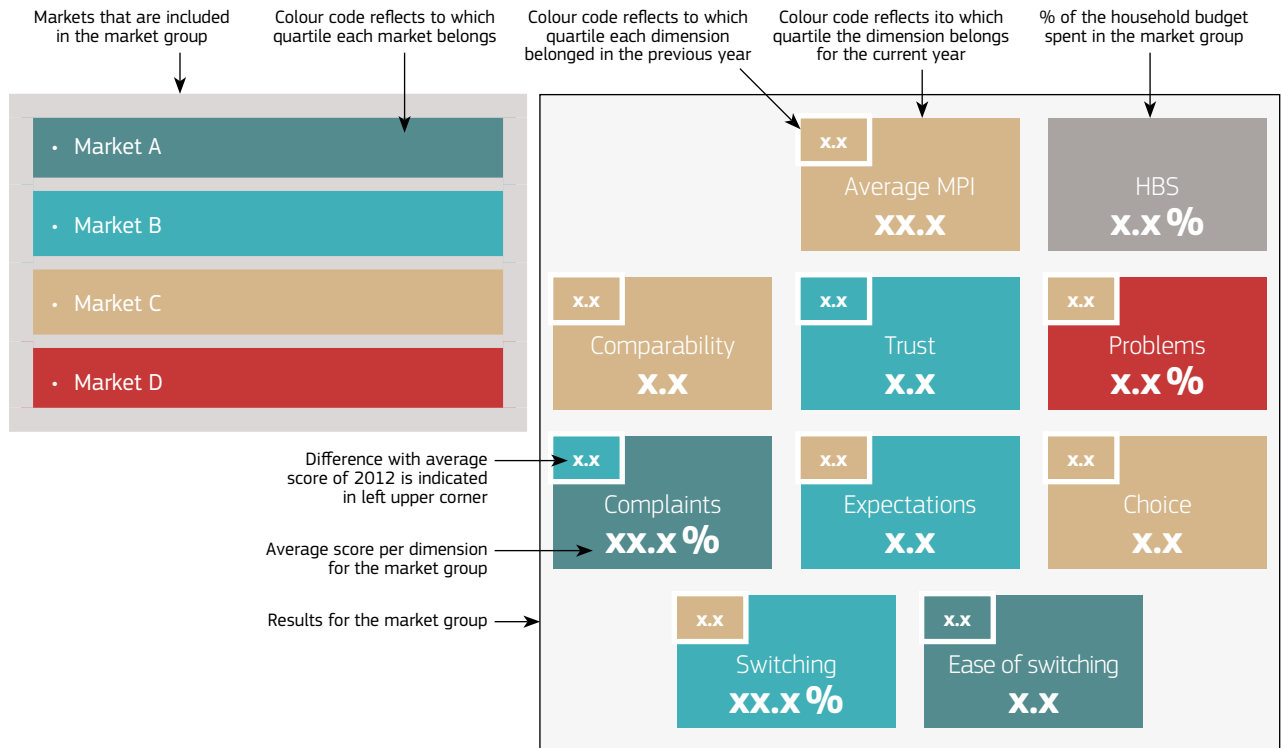 Markets that are included
in the market group
Colour code reflects to which
quartile each market belongs
Colour code reflects to which
quartile each dimension
belonged in the previous year
Colour code reflects ito which
quartile the dimension belongs
for the current year
% of the household budget
spent in the market group
• Market A
• Market B
• Market C
• Market D
x.x
Average MPI
xx.x
HBS
x.x %
x.x
Comparability
x.x
x.x
Trust
x.x
x.x
Problems
x.x %
Difference with average
score of 2012 is indicated
in left upper corner
x.x
Complaints
xx.x %
x.x
Expectations
x.x
x.x
Choice
x.x
Average score per dimension
for the market group
Results for the market group
x.x
Switching
xx.x %
x.x
Ease of switching
x.x